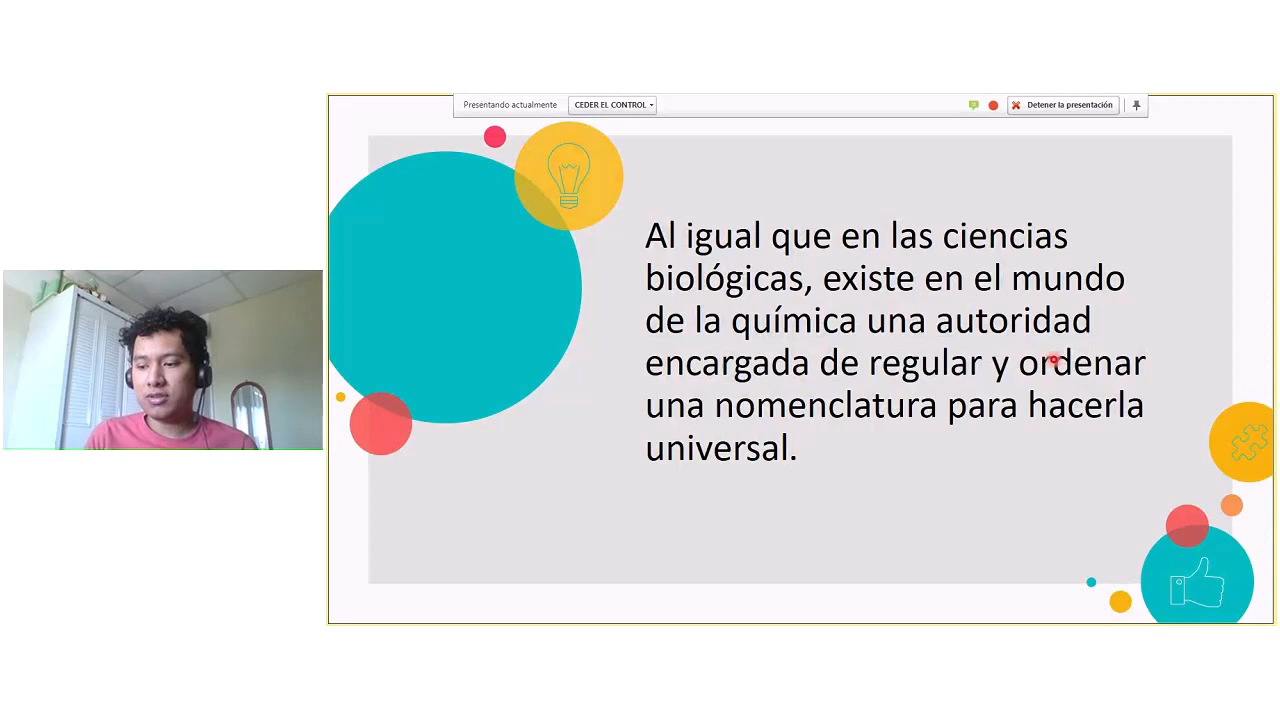 Presentando actualmente
CEDER EL CONTROL
Detener la presentación
Al igual que en las ciencias
biológicas, existe en el mundo
de la química una autoridad
encargada de regular y ordenar
una nomenclatura para hacerla
universal.